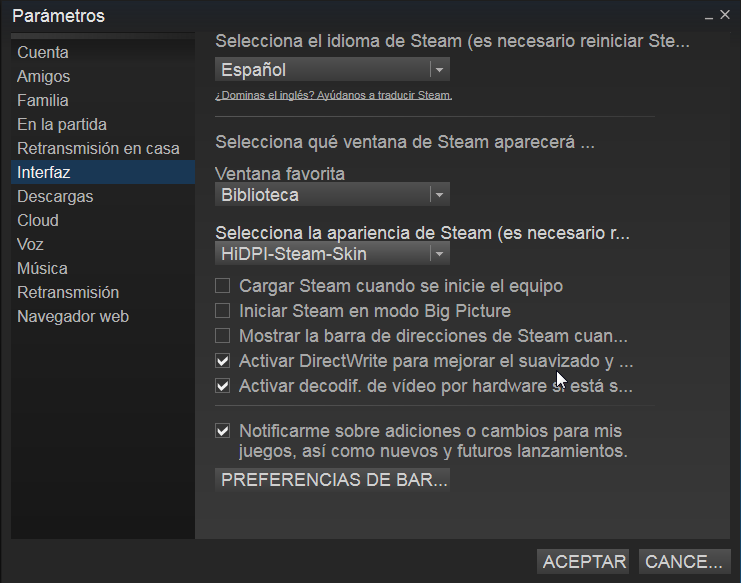 Parámetros
Cuenta
Amigos
Familia
En la partida
Retransmisión en casa
Interfaz
Descargas
Cloud
Voz
Música
Retransmisión
Navegador web
Selecciona el idioma de Steam (es necesario reiniciar Ste...
Español
¿Dominas el inglés? Ayúdanos a traducir Steam.
Selecciona qué ventana de Steam aparecerá ...
Ventana favorita
Biblioteca
Selecciona la apariencia de Steam (es necesario r...
HiDPI-Steam-Skin
Cargar Steam cuando se inicie el equipo
Iniciar Steam en modo Big Picture
Mostrar la barra de direcciones de Steam cuan...
Activar DirectWrite para mejorar el suavizado y ...
Activar decodif. de vídeo por hardware si está s...
Notificarme sobre adiciones o cambios para mis
juegos, así como nuevos y futuros lanzamientos.
PREFERENCIAS DE BAR...
ACEPTAR
CANCE...